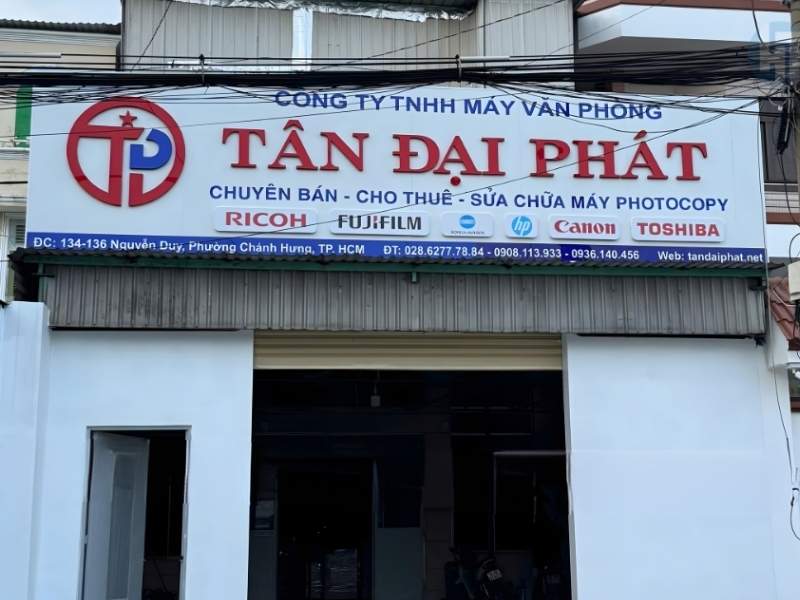 CÔNG TY TNHH MÁY VĂN PHÒNG
TÂN ĐẠI PHÁT
CHUYÊN BÁN - CHO THUÊ - SỬA CHỮA MÁY PHOTOCOPY
RICOH FUJIFILM KONICA MINOLTA hp Canon TOSHIBA
ĐC: 134-136 Nguyễn Duy, Phường Chánh Hưng, TP. HCM ĐT: 028.6277.78.84 - 0908.113.933 - 0936.140.456 Web: tandaiphat.net